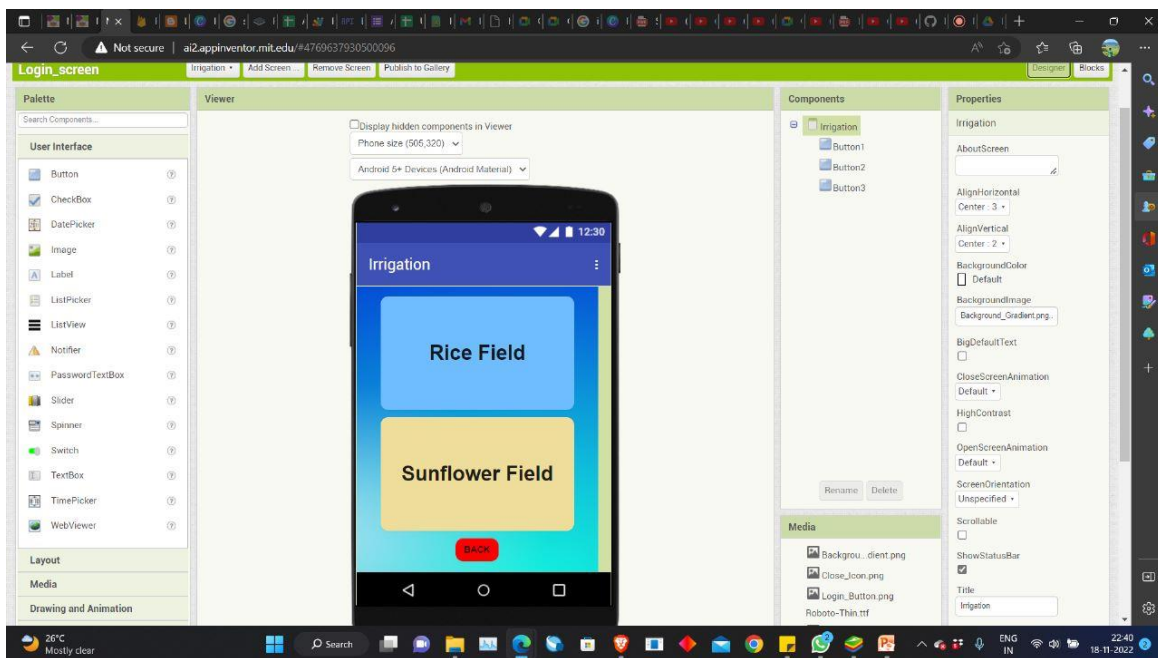 Not secure
ai2.appinventor.mit.edu/#4769637930500096
Login_screen
Irrigation
Add Screen ...
Remove Screen
Publish to Gallery
Designer
Blocks
Palette
Viewer
Components
Properties
Search Components...
User Interface
Button
CheckBox
DatePicker
Image
Label
ListPicker
ListView
Notifier
PasswordTextBox
Slider
Spinner
Switch
TextBox
TimePicker
WebViewer
Layout
Media
Drawing and Animation
Display hidden components in Viewer
Phone size (505,320)
Android 5+ Devices (Android Material)
12:30
Irrigation
Rice Field
Sunflower Field
BACK
Irrigation
Button1
Button2
Button3
Rename
Delete
Media
Backgrou...dient.png
Close_Icon.png
Login_Button.png
Roboto-Thin.ttf
Irrigation
AboutScreen
AlignHorizontal
Center : 3
AlignVertical
Center : 2
BackgroundColor
Default
BackgroundImage
Background_Gradient.png...
BigDefaultText
CloseScreenAnimation
Default
HighContrast
OpenScreenAnimation
Default
ScreenOrientation
Unspecified
Scrollable
ShowStatusBar
Title
Irrigation
26°C
Mostly clear
Search
ENG
IN
22:40
18-11-2022